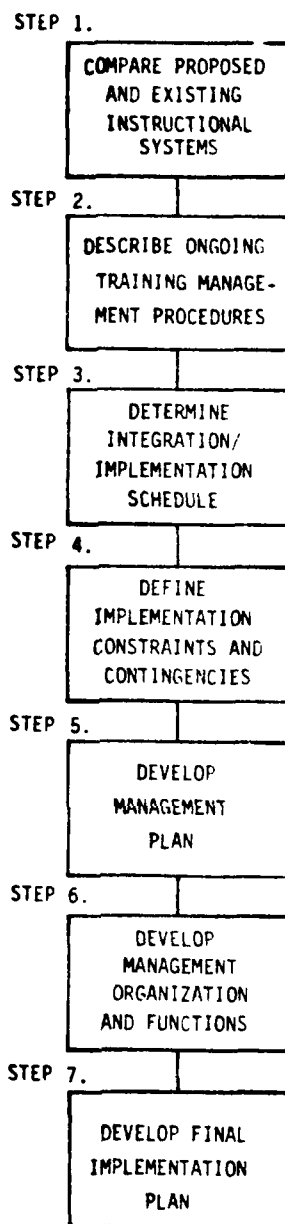 STEP 1.
COMPARE PROPOSED
AND EXISTING
INSTRUCTIONAL
SYSTEMS
STEP 2.
DESCRIBE ONGOING
TRAINING MANAGE-
MENT PROCEDURES
STEP 3.
DETERMINE
INTEGRATION/
IMPLEMENTATION
SCHEDULE
STEP 4.
DEFINE
IMPLEMENTATION
CONSTRAINTS AND
CONTINGENCIES
STEP 5.
DEVELOP
MANAGEMENT
PLAN
STEP 6.
DEVELOP
MANAGEMENT
ORGANIZATION
AND FUNCTIONS
STEP 7.
DEVELOP FINAL
IMPLEMENTATION
PLAN